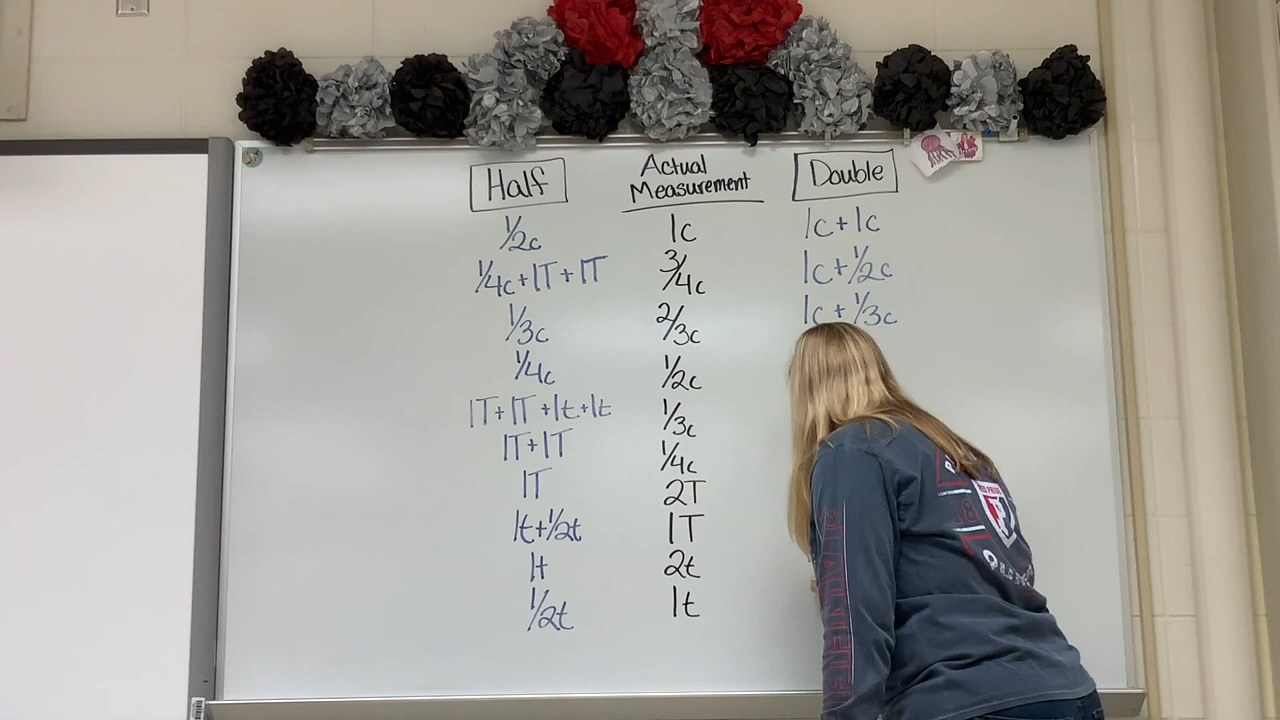 Half Actual Measurement Double
1/2c 1c 1c+1c
1/4c+1T+1T 3/4c 1c+1/2c
1/3c 2/3c 1c+1/3c
1/4c 1/2c
1T+1T+1t+1t 1/3c
1T+1T 1/4c
1T 2T
1t+1/2t 1T
1t 2t
1/2t 1t